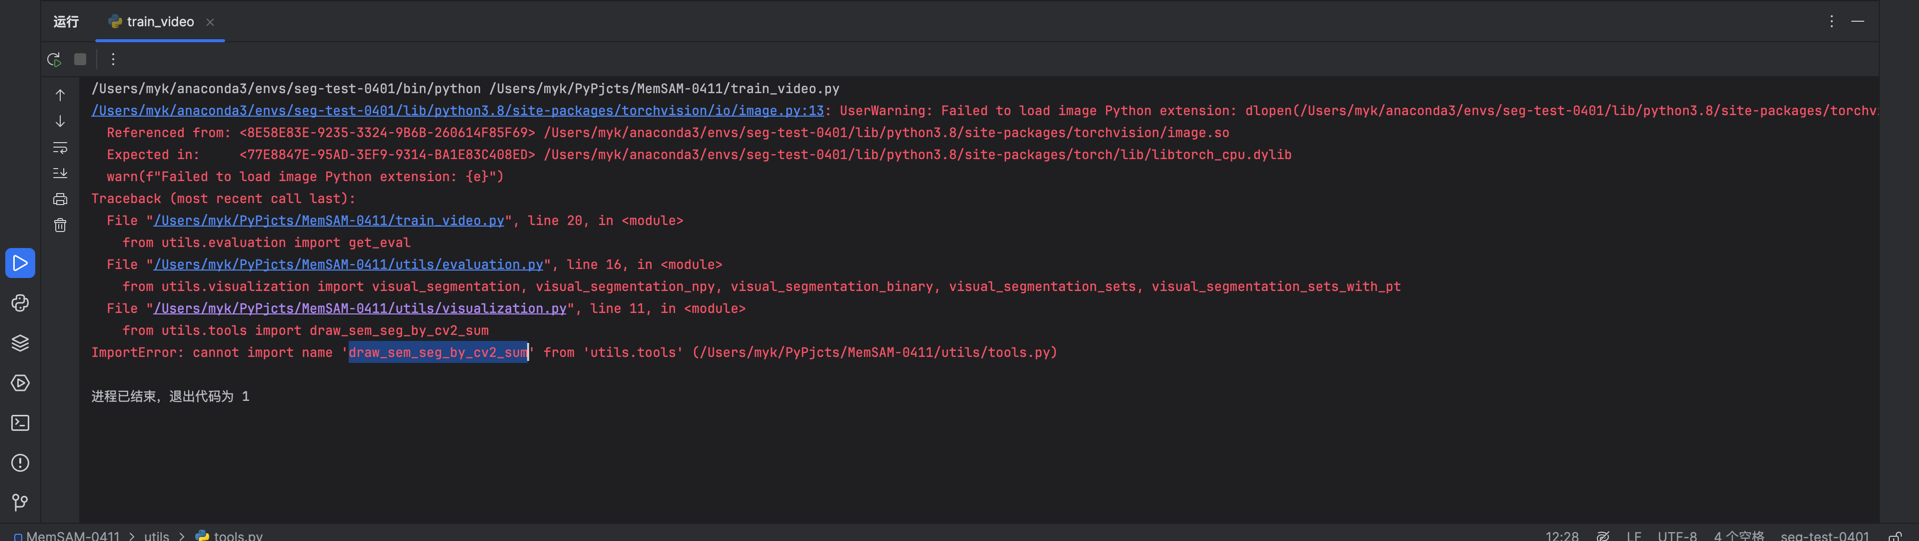 运行 train_video
/Users/myk/anaconda3/envs/seg-test-0401/bin/python /Users/myk/PyPjcts/MemSAM-0411/train_video.py
/Users/myk/anaconda3/envs/seg-test-0401/lib/python3.8/site-packages/torchvision/io/image.py:13: UserWarning: Failed to load image Python extension: dlopen(/Users/myk/anaconda3/envs/seg-test-0401/lib/python3.8/site-packages/torchvi
Referenced from: <8E58E83E-9235-3324-9B6B-260614F85F69> /Users/myk/anaconda3/envs/seg-test-0401/lib/python3.8/site-packages/torchvision/image.so
Expected in: <77E8847E-95AD-3EF9-9314-BA1E83C408ED> /Users/myk/anaconda3/envs/seg-test-0401/lib/python3.8/site-packages/torch/lib/libtorch_cpu.dylib
warn(f"Failed to load image Python extension: {e}")
Traceback (most recent call last):
File "/Users/myk/PyPjcts/MemSAM-0411/train_video.py", line 20, in <module>
from utils.evaluation import get_eval
File "/Users/myk/PyPjcts/MemSAM-0411/utils/evaluation.py", line 16, in <module>
from utils.visualization import visual_segmentation, visual_segmentation_npy, visual_segmentation_binary, visual_segmentation_sets, visual_segmentation_sets_with_pt
File "/Users/myk/PyPjcts/MemSAM-0411/utils/visualization.py", line 11, in <module>
from utils.tools import draw_sem_seg_by_cv2_sum
ImportError: cannot import name 'draw_sem_seg_by_cv2_sum' from 'utils.tools' (/Users/myk/PyPjcts/MemSAM-0411/utils/tools.py)
进程已结束，退出代码为 1
MemSAM-0411 > utils > tools.py 12:28 LF UTF-8 4 个空格 seg-test-0401